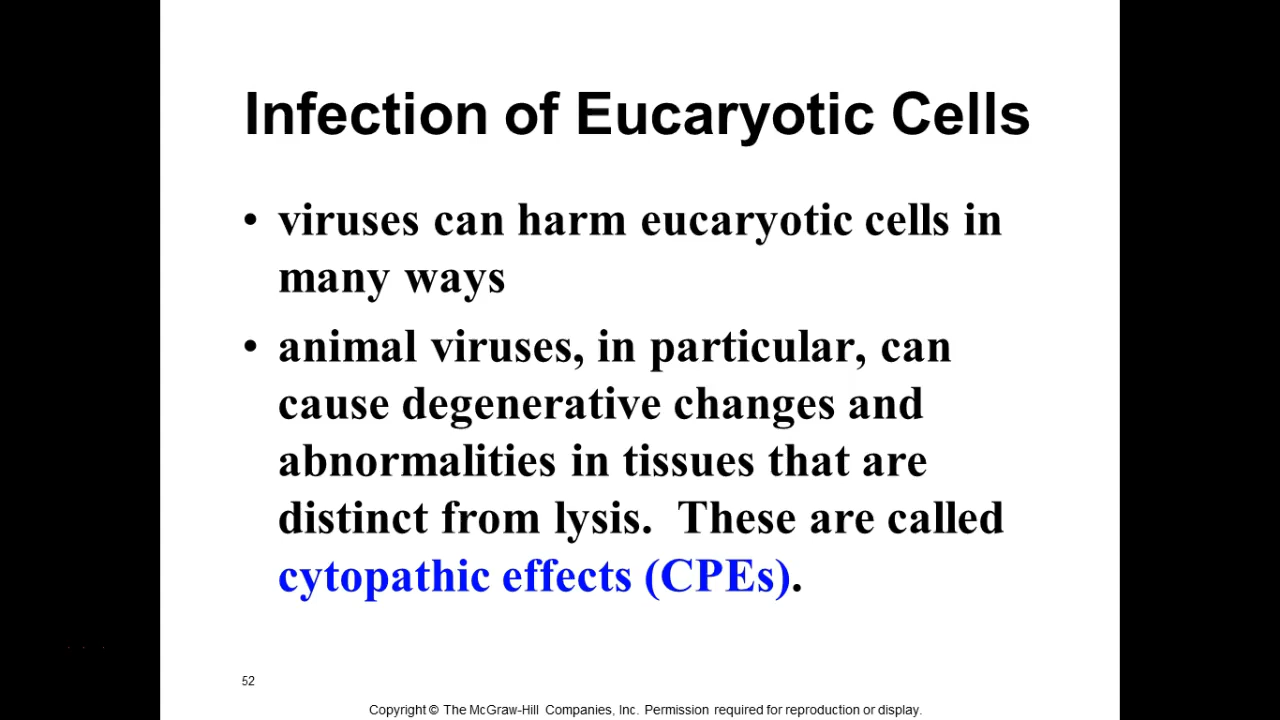 Infection of Eucaryotic Cells
• viruses can harm eucaryotic cells in
many ways
• animal viruses, in particular, can
cause degenerative changes and
abnormalities in tissues that are
distinct from lysis.  These are called
cytopathic effects (CPEs).
52
Copyright © The McGraw-Hill Companies, Inc. Permission required for reproduction or display.